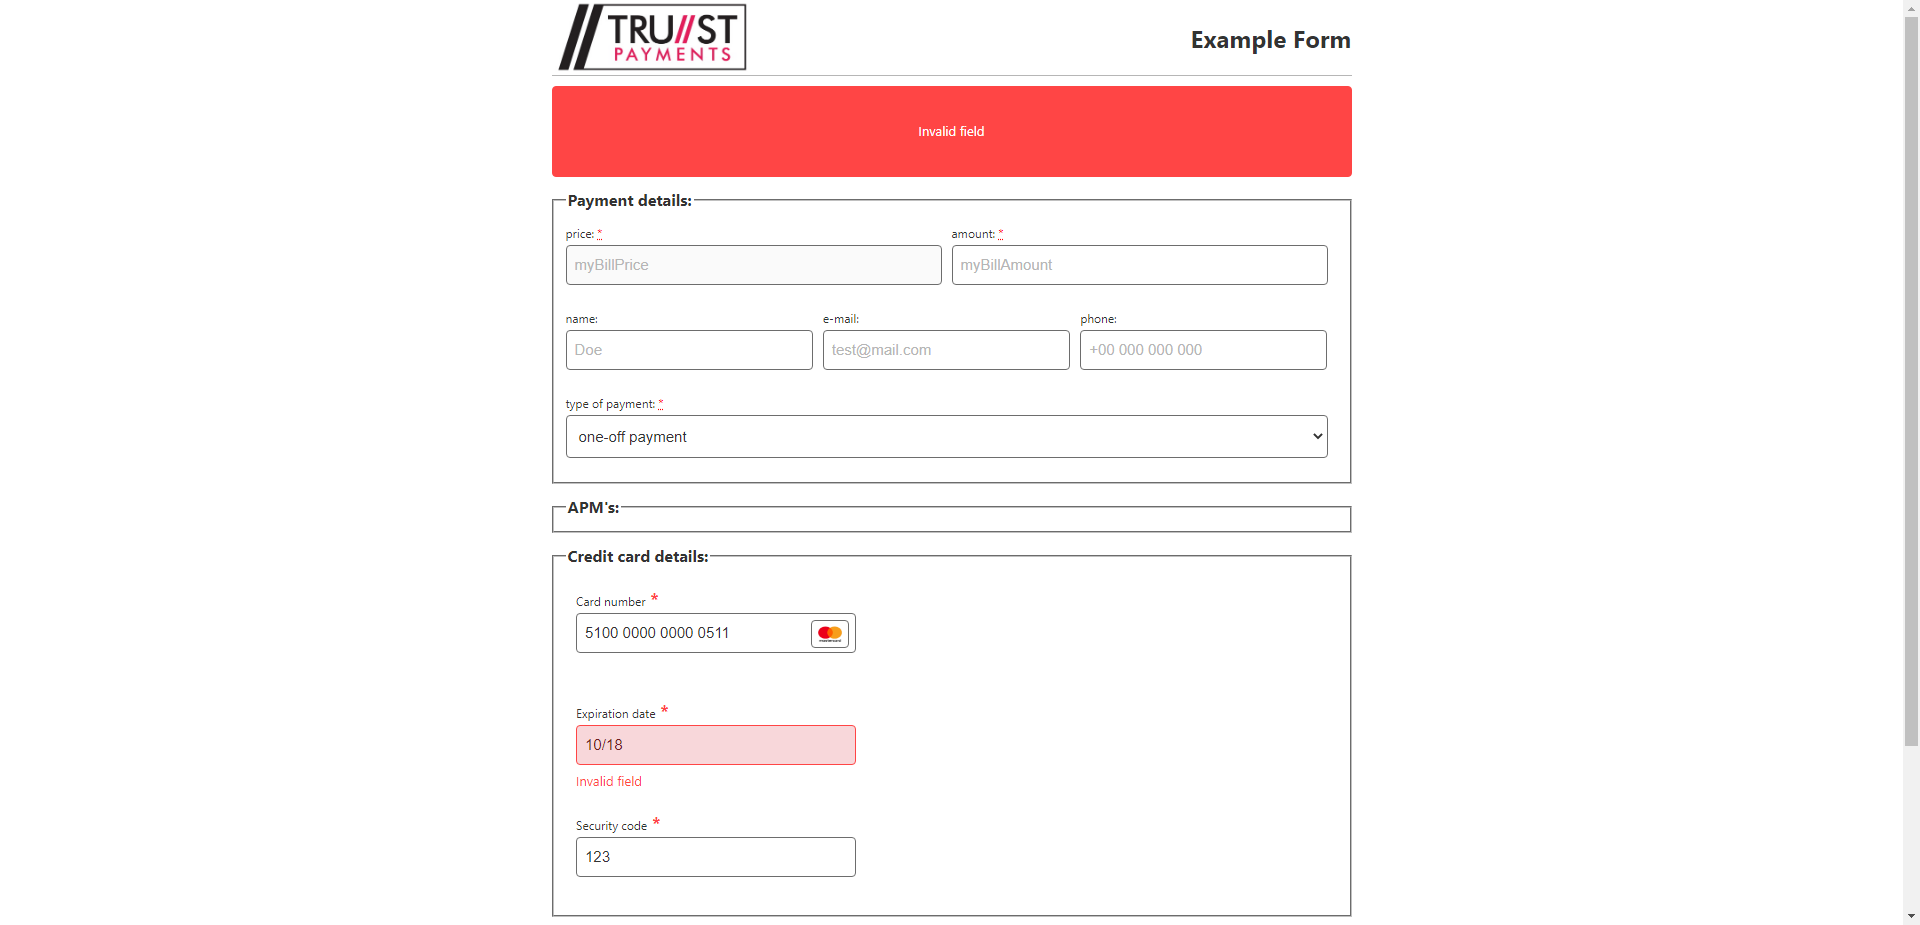 TRU//ST
PAYMENTS
Example Form
Invalid field
Payment details:
price: *
amount: *
myBillPrice
myBillAmount
name:
e-mail:
phone:
Doe
test@mail.com
+00 000 000 000
type of payment: *
one-off payment
APM's:
Credit card details:
Card number *
5100 0000 0000 0511
mastercard
Expiration date *
10/18
Invalid field
Security code *
123